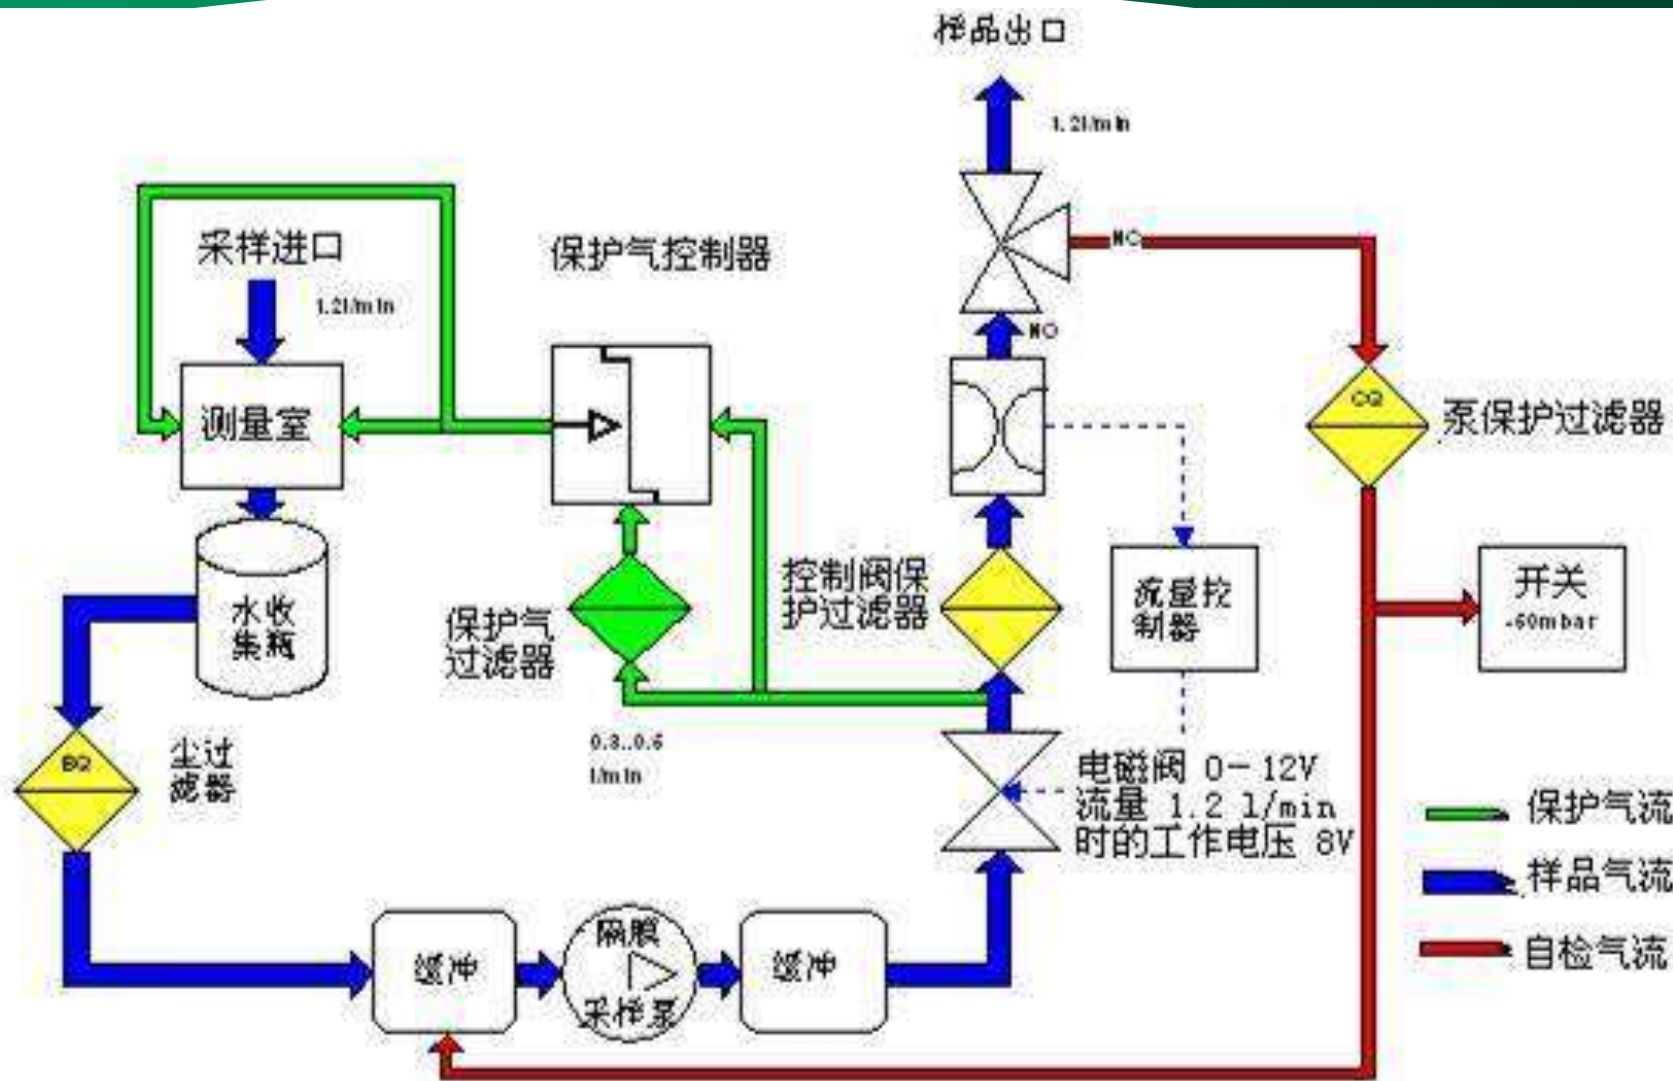 样品出口
1.2l/min
采样进口
1.2l/min
保护气控制器
NO
测量室
CQ
泵保护过滤器
水收
集瓶
保护气
过滤器
控制阀保
护过滤器
流量控
制器
开关
-60mbar
BQ
尘过
滤器
l/min
电磁阀 0-12V
流量 1.2 l/min
时的工作电压 8V
保护气流
样品气流
自检气流
缓冲
隔膜
采样泵
缓冲